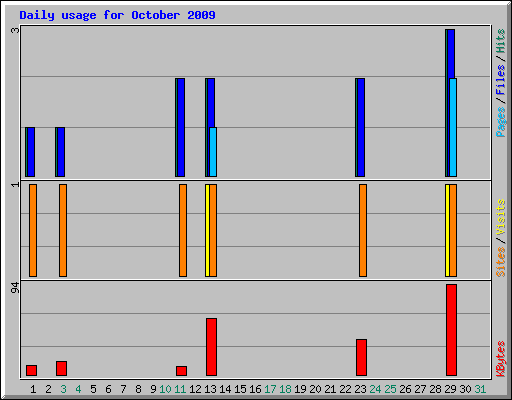 Daily usage for October 2009
3
Pages / Files / Hits
1
Sites / Visits
94
KBytes
1 2 3 4 5 6 7 8 9 10 11 12 13 14 15 16 17 18 19 20 21 22 23 24 25 26 27 28 29 30 31